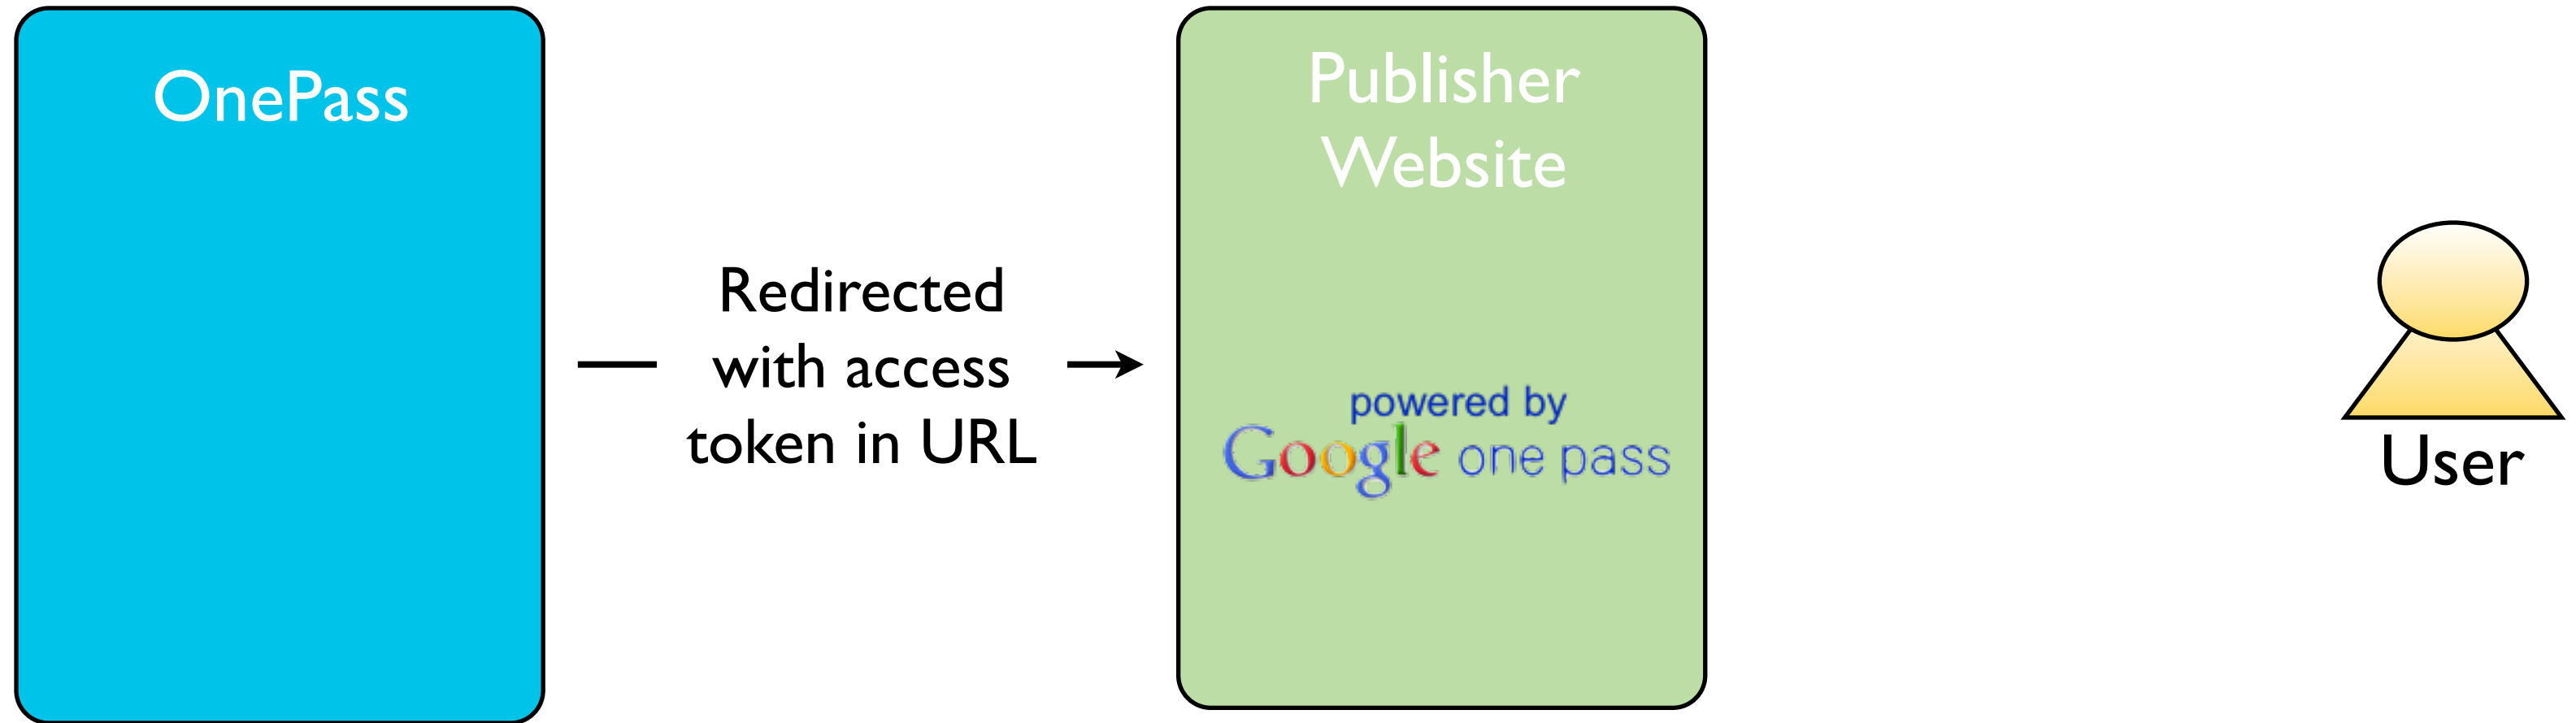 OnePass
Redirected
with access
token in URL
Publisher
Website
powered by
Google one pass
User